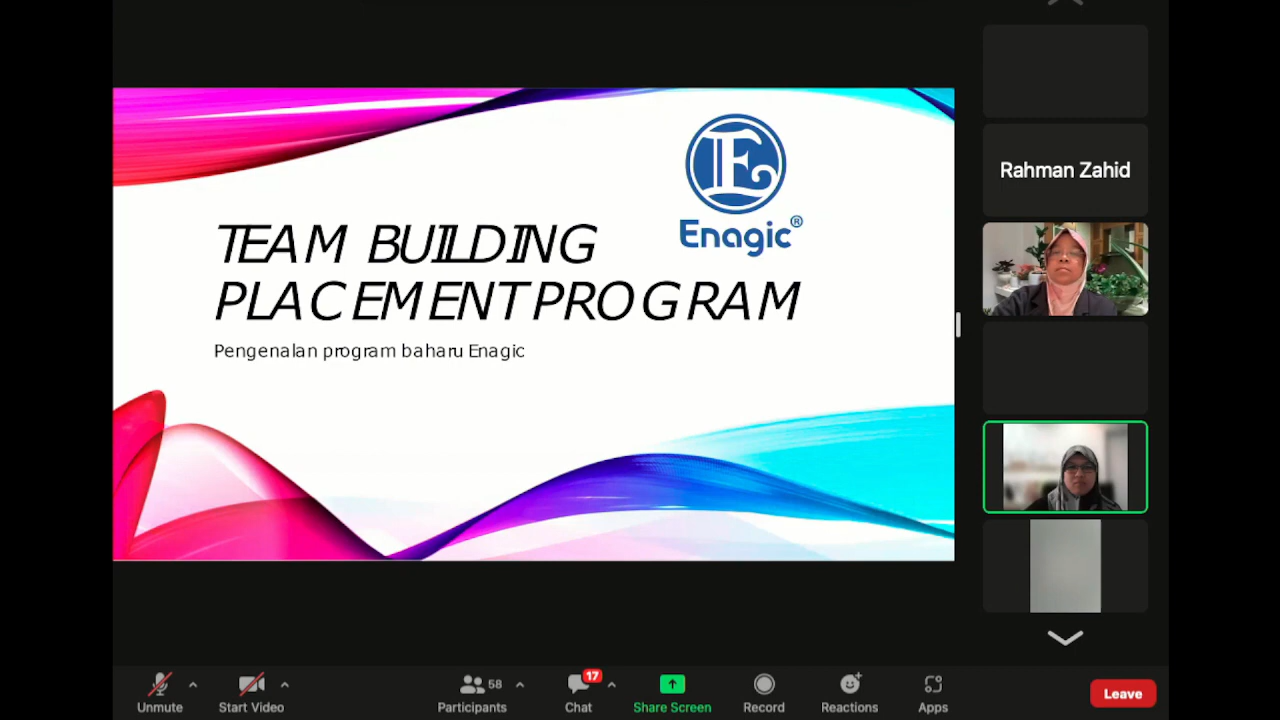 E
Enagic®
TEAM BUILDING
PLACEMENT PROGRAM
Pengenalan program baharu Enagic
Rahman Zahid
Unmute
Start Video
58
Participants
17
Chat
Share Screen
Record
Reactions
Apps
Leave